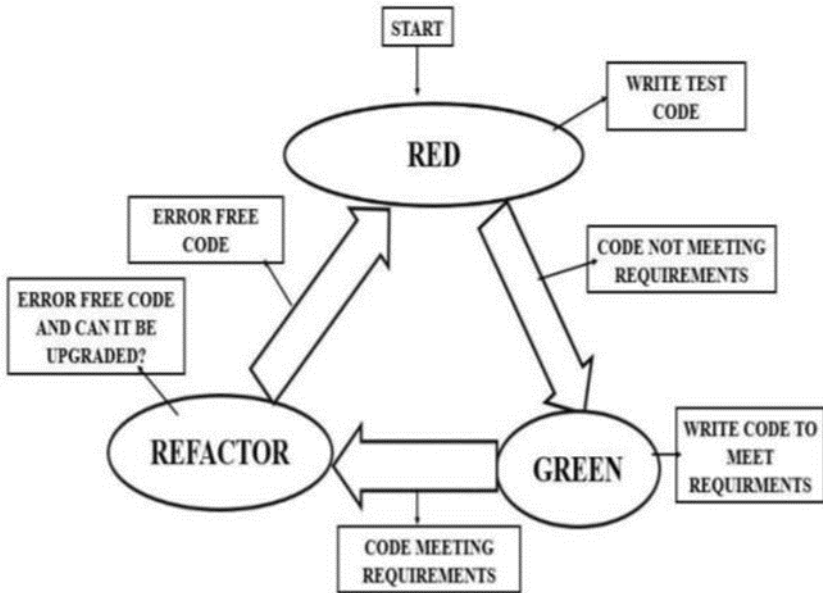 START
WRITE TEST
CODE
RED
ERROR FREE
CODE
CODE NOT MEETING
REQUIREMENTS
ERROR FREE CODE
AND CAN IT BE
UPGRADED?
REFACTOR
GREEN
WRITE CODE TO
MEET
REQUIRMENTS
CODE MEETING
REQUIREMENTS